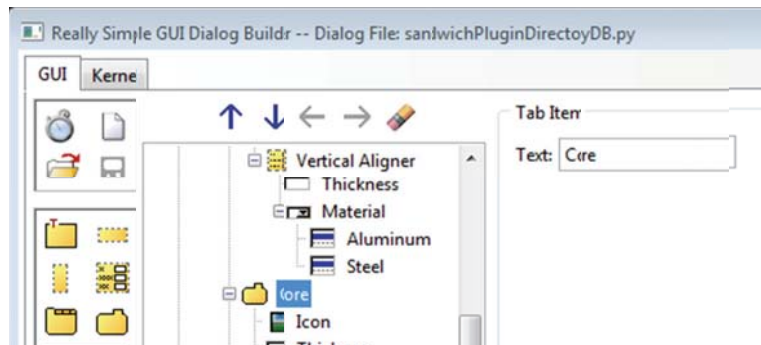 Really Simple GUI Dialog Buildr -- Dialog File: sandwichPluginDirectoyDB.py
GUI Kerne
Tab Item
Text: Core
Vertical Aligner
Thickness
Material
Aluminum
Steel
Core
Icon